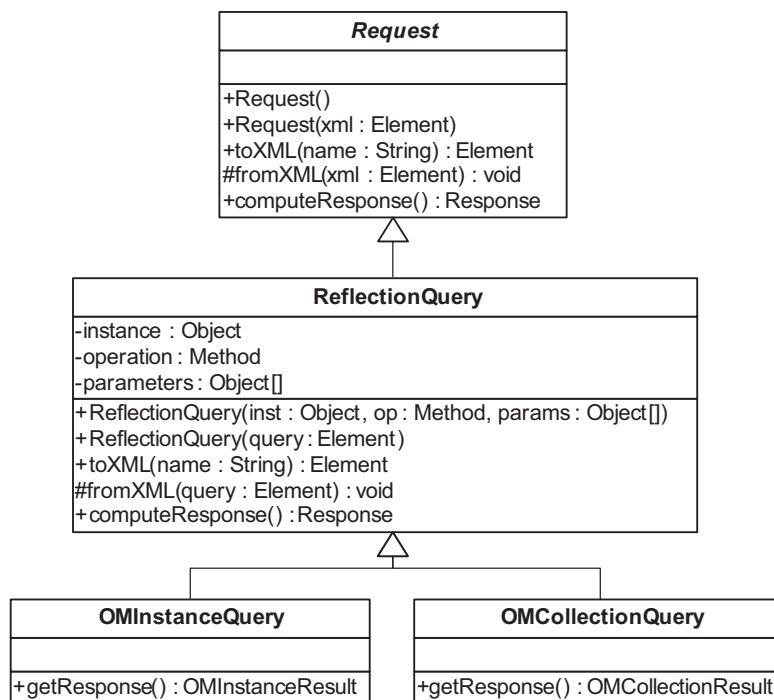 Request
+Request()
+Request(xml : Element)
+toXML(name : String) : Element
#fromXML(xml : Element) : void
+computeResponse() : Response
ReflectionQuery
-instance : Object
-operation : Method
-parameters : Object[]
+ReflectionQuery(inst : Object, op : Method, params : Object[])
+ReflectionQuery(query : Element)
+toXML(name : String) : Element
#fromXML(query : Element) : void
+computeResponse() : Response
OMInstanceQuery
+getResponse() : OMInstanceResult
OMCollectionQuery
+getResponse() : OMCollectionResult